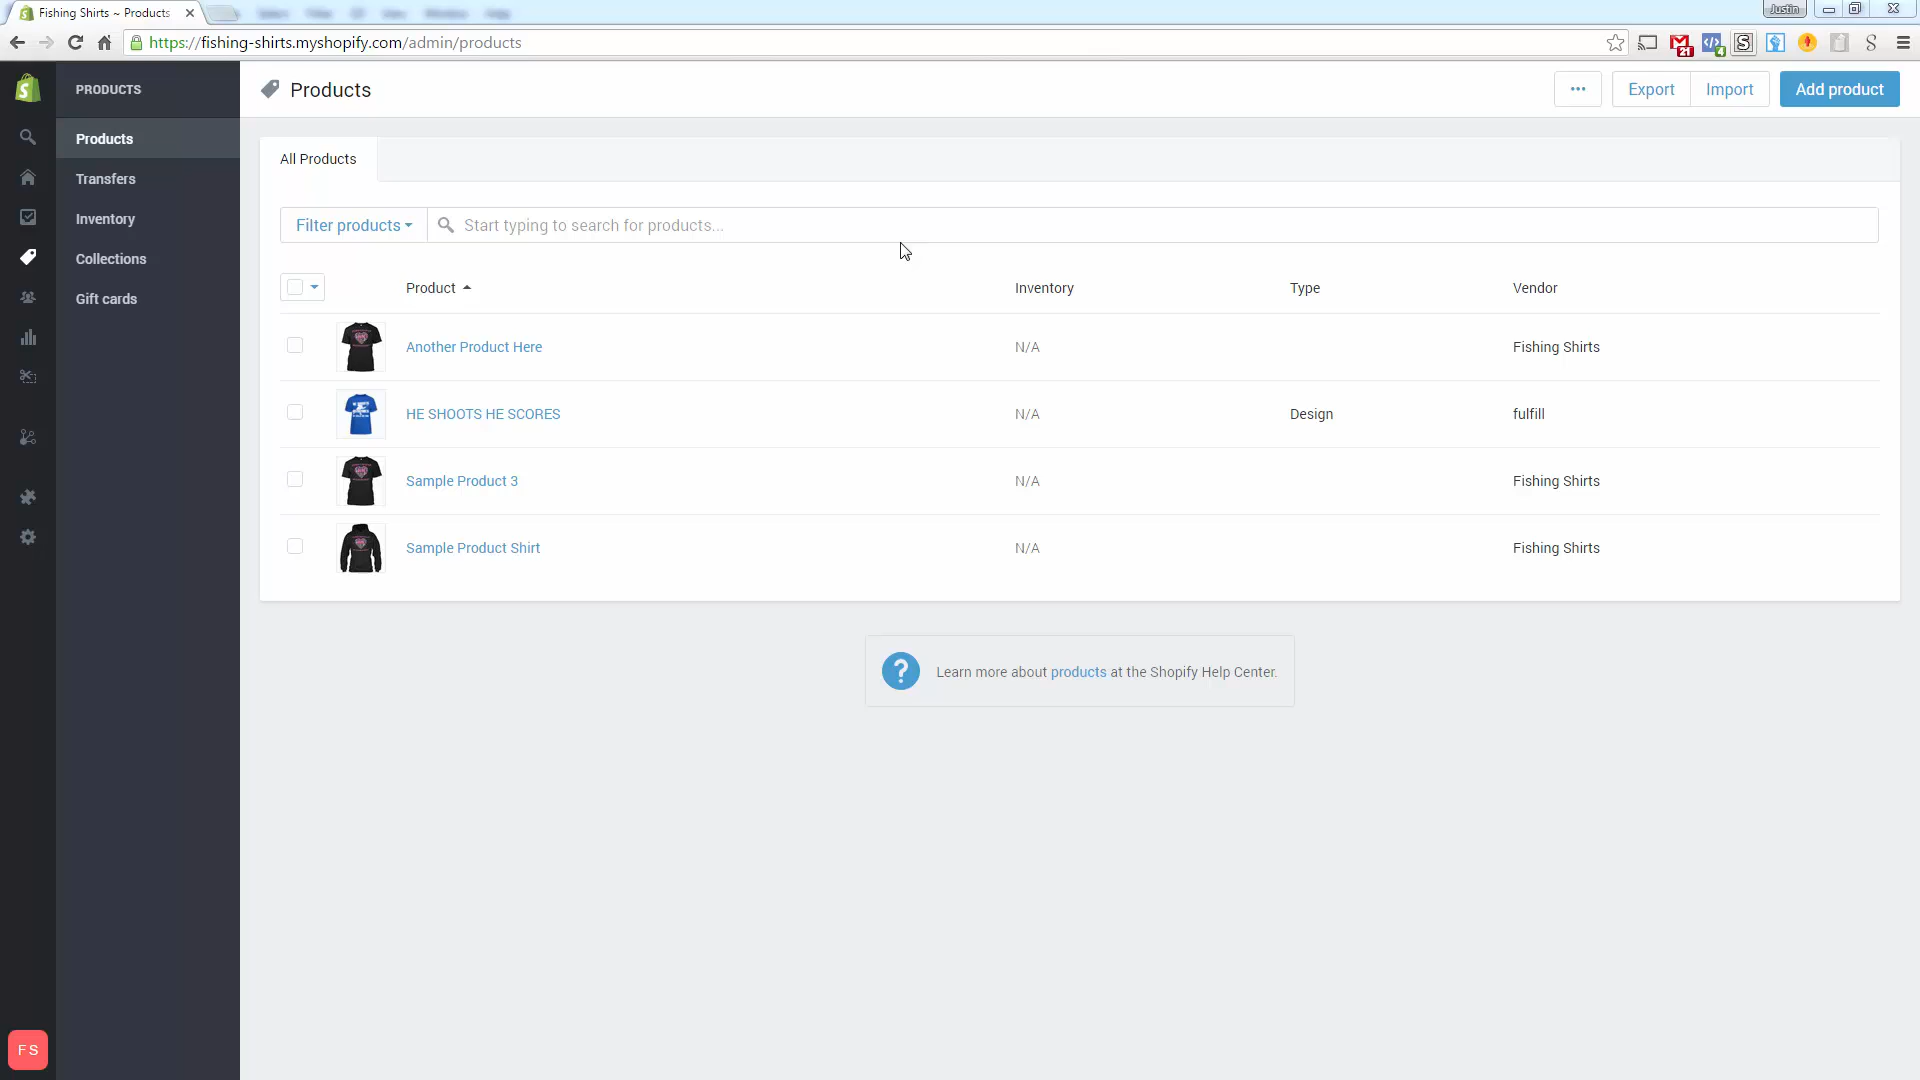 Fishing Shirts ~ Products
Justin
https://fishing-shirts.myshopify.com/admin/products
21
4
PRODUCTS
Products
Transfers
Inventory
Collections
Gift cards
FS
Products
...
Export
Import
Add product
All Products
Filter products
Start typing to search for products...
Product
Inventory
Type
Vendor
Another Product Here
N/A
Fishing Shirts
HE SHOOTS HE SCORES
N/A
Design
fulfill
Sample Product 3
N/A
Fishing Shirts
Sample Product Shirt
N/A
Fishing Shirts
?
Learn more about products at the Shopify Help Center.